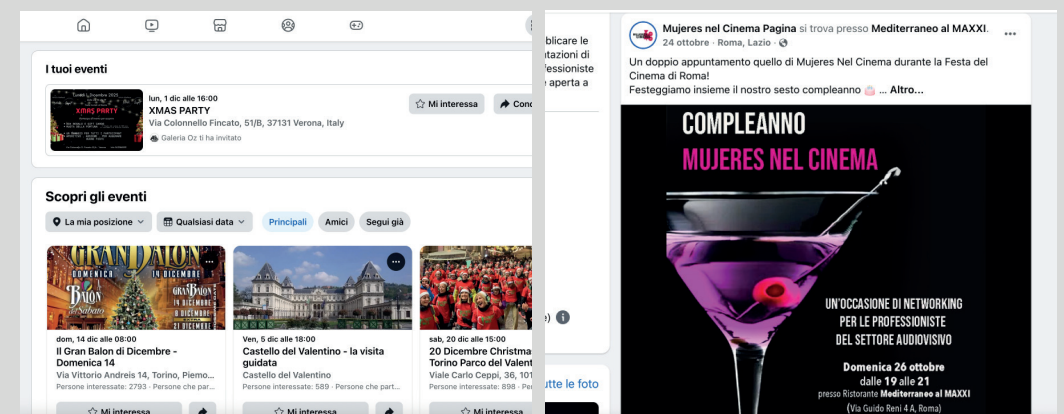 I tuoi eventi
lun, 1 dic alle 16:00
XMAS PARTY
Via Colonnello Fincato, 51/B, 37131 Verona, Italy
Galeria Oz ti ha invitato
Mi interessa
XMAS PARTY
Scopri gli eventi
La mia posizione
Qualsiasi data
Principali
Amici
Segui già
GRAN BALON
DOMENICA
14 DICEMBRE
dom, 14 dic alle 08:00
Il Gran Balon di Dicembre -
Domenica 14
Via Vittorio Andreis 14, Torino, Piemo...
Persone interessate: 2793 · Persone che par...
Mi interessa
Ven, 5 dic alle 18:00
Castello del Valentino - la visita
guidata
Castello del Valentino
Persone interessate: 589 · Persone che part...
Mi interessa
sab, 20 dic alle 15:00
20 Dicembre Christma
Torino Parco del Valent
Viale Carlo Ceppi, 36, 101
Persone interessate: 898 · Per
Mi interessa
blicare le
tazioni di
fessioniste
e aperta a
e)
utte le foto
Mujeres nel Cinema Pagina si trova presso Mediterraneo al MAXXI.
24 ottobre · Roma, Lazio ·
Un doppio appuntamento quello di Mujeres Nel Cinema durante la Festa del
Cinema di Roma!
Festeggiamo insieme il nostro sesto compleanno ... Altro...
COMPLEANNO
MUJERES NEL CINEMA
UN'OCCASIONE DI NETWORKING
PER LE PROFESSIONISTE
DEL SETTORE AUDIOVISIVO
Domenica 26 ottobre
dalle 19 alle 21
presso Ristorante Mediterraneo al MAXXI
(Via Guido Reni 4 A, Roma)